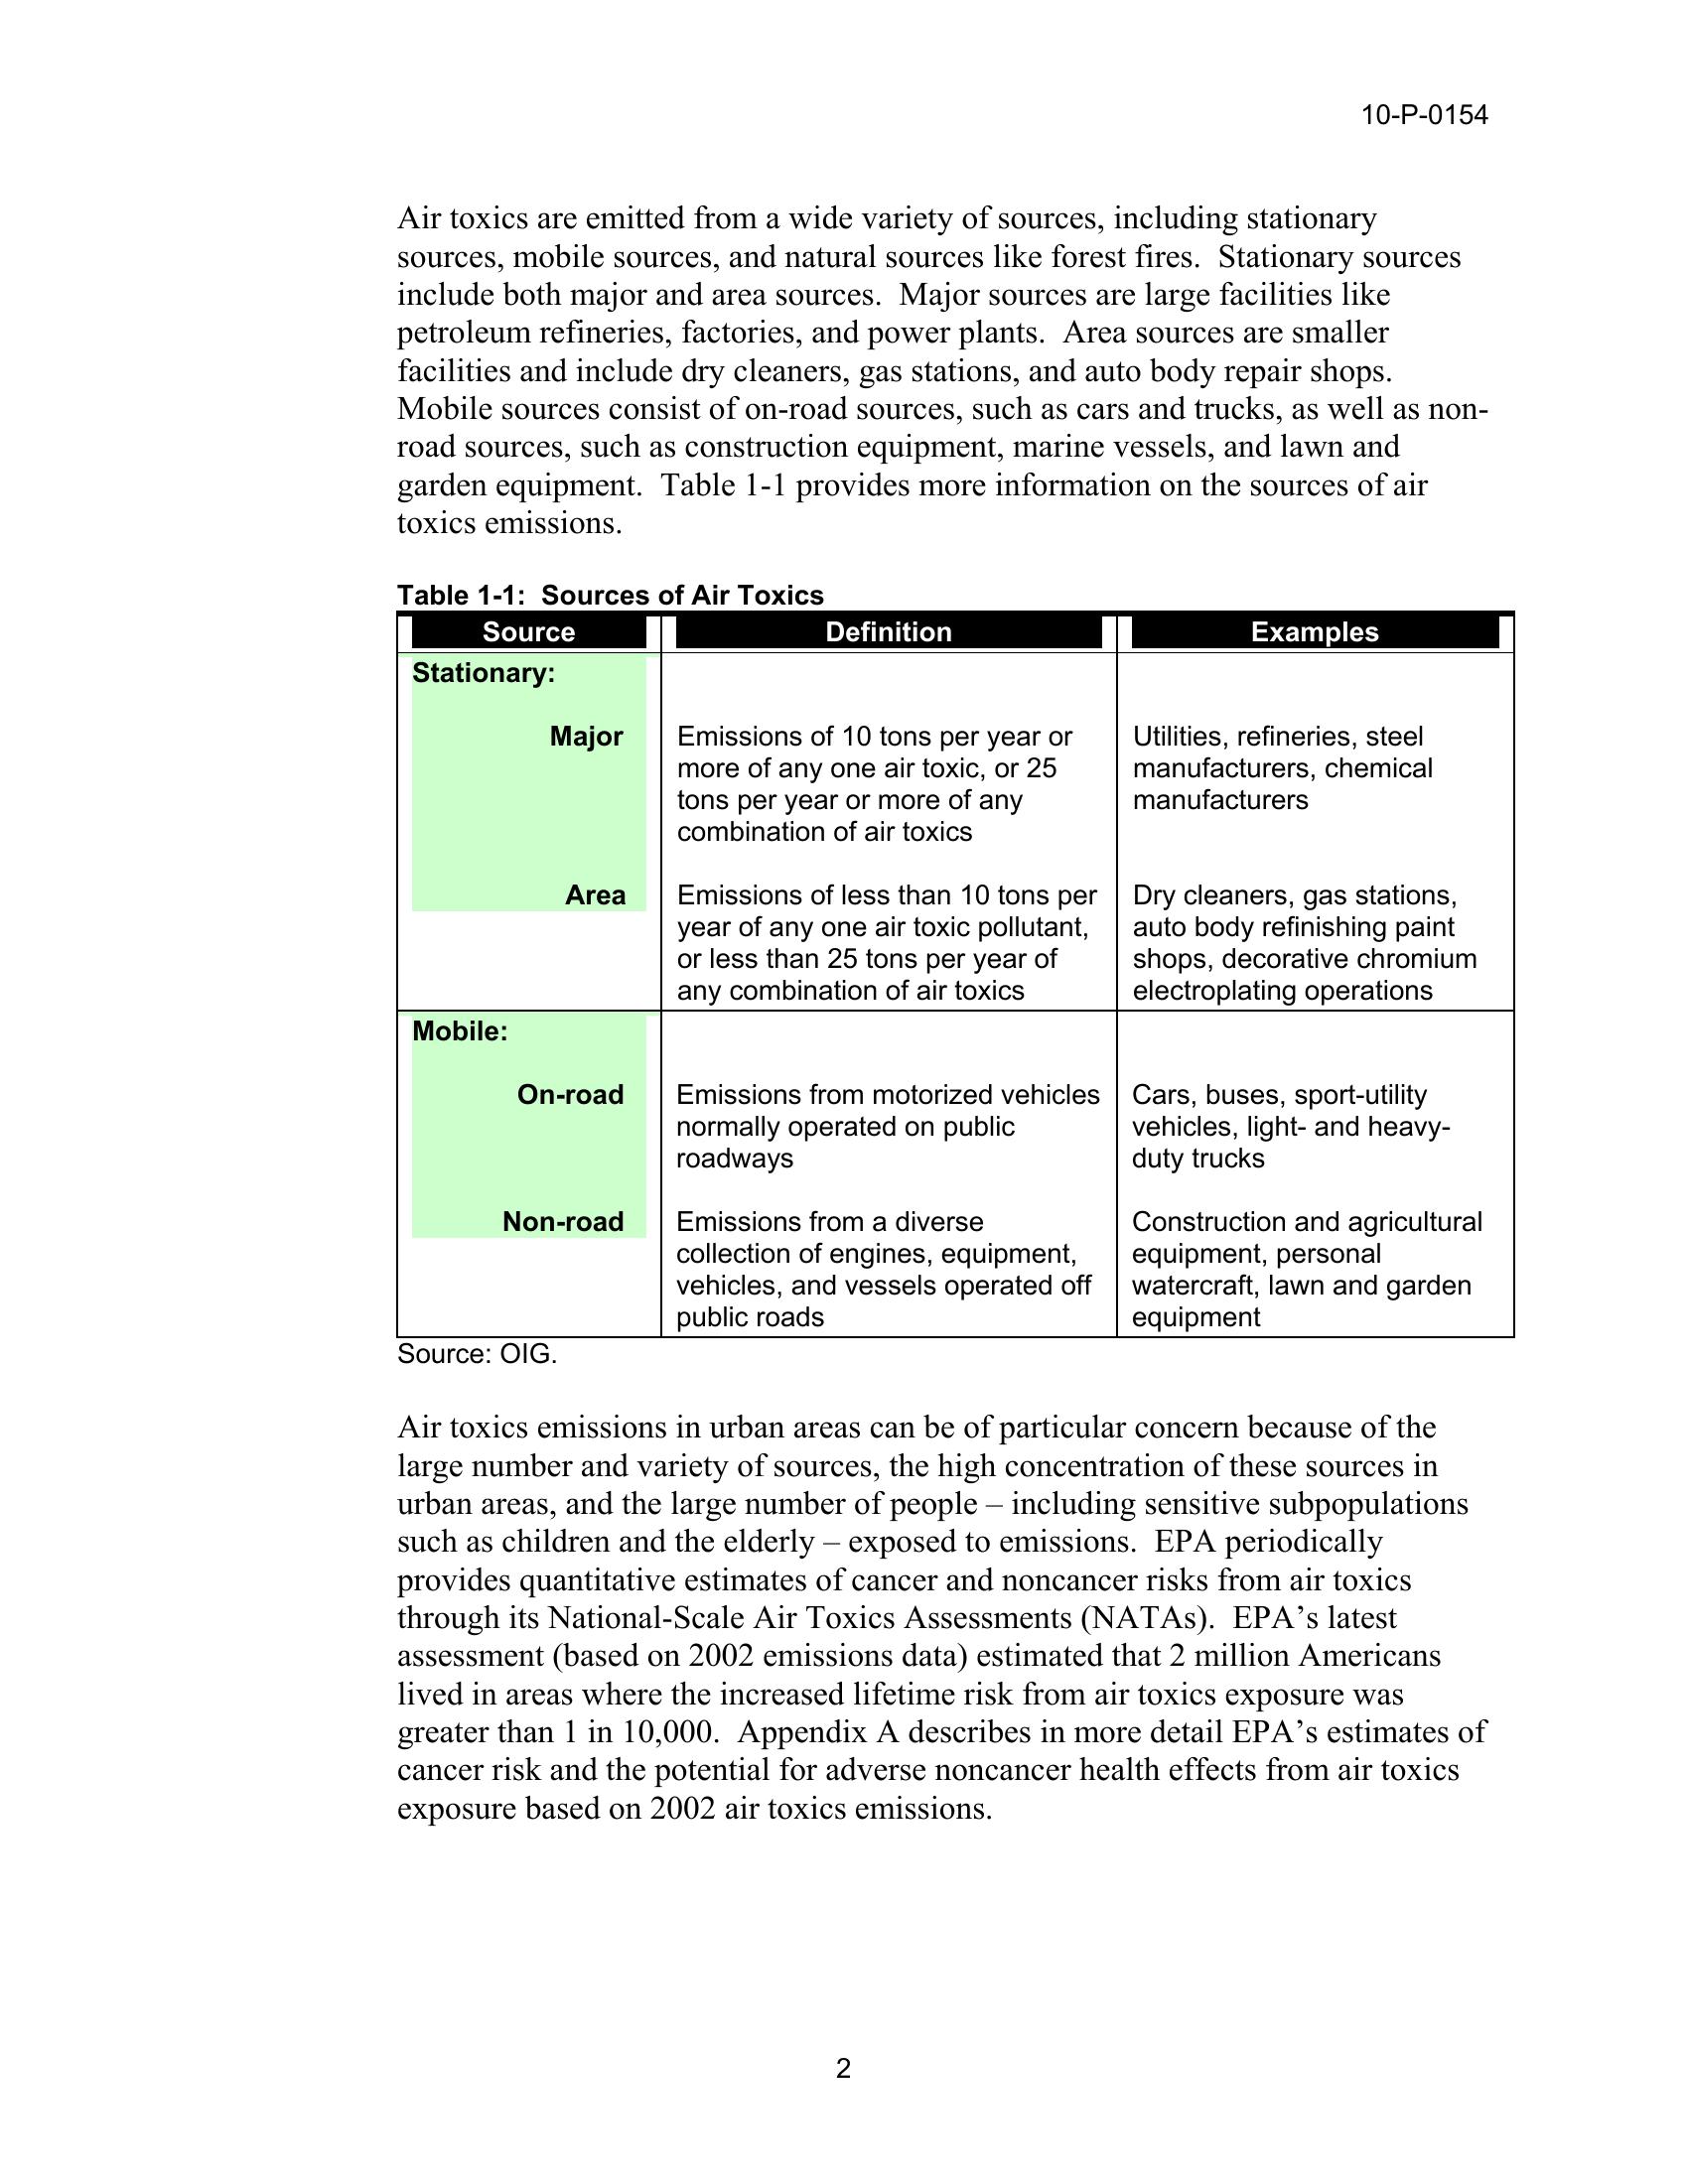 10-P-0154
Air toxics are emitted from a wide variety of sources, including stationary
sources, mobile sources, and natural sources like forest fires.  Stationary sources
include both major and area sources.  Major sources are large facilities like
petroleum refineries, factories, and power plants.  Area sources are smaller
facilities and include dry cleaners, gas stations, and auto body repair shops.
Mobile sources consist of on-road sources, such as cars and trucks, as well as non-
road sources, such as construction equipment, marine vessels, and lawn and
garden equipment.  Table 1-1 provides more information on the sources of air
toxics emissions.
Table 1-1:  Sources of Air Toxics
Source Definition Examples
Stationary:
Major
Emissions of 10 tons per year or
more of any one air toxic, or 25
tons per year or more of any
combination of air toxics
Utilities, refineries, steel
manufacturers, chemical
manufacturers
Area
Emissions of less than 10 tons per
year of any one air toxic pollutant,
or less than 25 tons per year of
any combination of air toxics
Dry cleaners, gas stations,
auto body refinishing paint
shops, decorative chromium
electroplating operations
Mobile:
On-road
Emissions from motorized vehicles
normally operated on public
roadways
Cars, buses, sport-utility
vehicles, light- and heavy-
duty trucks
Non-road
Emissions from a diverse
collection of engines, equipment,
vehicles, and vessels operated off
public roads
Construction and agricultural
equipment, personal
watercraft, lawn and garden
equipment
Source: OIG.
Air toxics emissions in urban areas can be of particular concern because of the
large number and variety of sources, the high concentration of these sources in
urban areas, and the large number of people – including sensitive subpopulations
such as children and the elderly – exposed to emissions.  EPA periodically
provides quantitative estimates of cancer and noncancer risks from air toxics
through its National-Scale Air Toxics Assessments (NATAs).  EPA’s latest
assessment (based on 2002 emissions data) estimated that 2 million Americans
lived in areas where the increased lifetime risk from air toxics exposure was
greater than 1 in 10,000.  Appendix A describes in more detail EPA’s estimates of
cancer risk and the potential for adverse noncancer health effects from air toxics
exposure based on 2002 air toxics emissions.
2